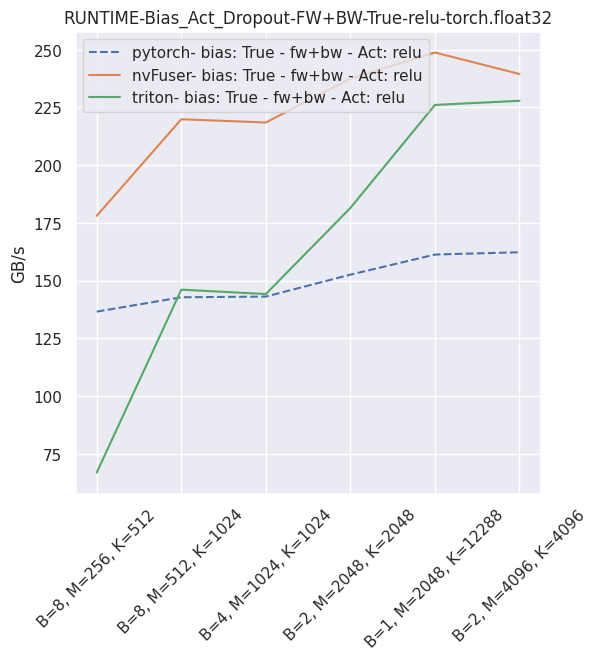 RUNTIME-Bias_Act_Dropout-FW+BW-True-relu-torch.float32
pytorch- bias: True - fw+bw - Act: relu
nvFuser- bias: True - fw+bw - Act: relu
triton- bias: True - fw+bw - Act: relu
GB/s
250
225
200
175
150
125
100
75
B=8, M=256, K=512
B=8, M=512, K=1024
B=4, M=1024, K=1024
B=2, M=2048, K=2048
B=1, M=2048, K=12288
B=2, M=4096, K=4096